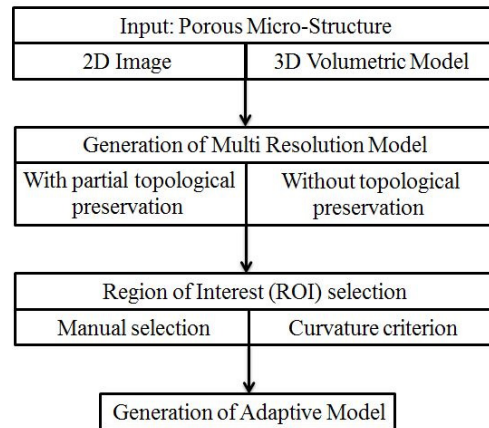 Input: Porous Micro-Structure
2D Image
3D Volumetric Model
Generation of Multi Resolution Model
With partial topological
preservation
Without topological
preservation
Region of Interest (ROI) selection
Manual selection
Curvature criterion
Generation of Adaptive Model